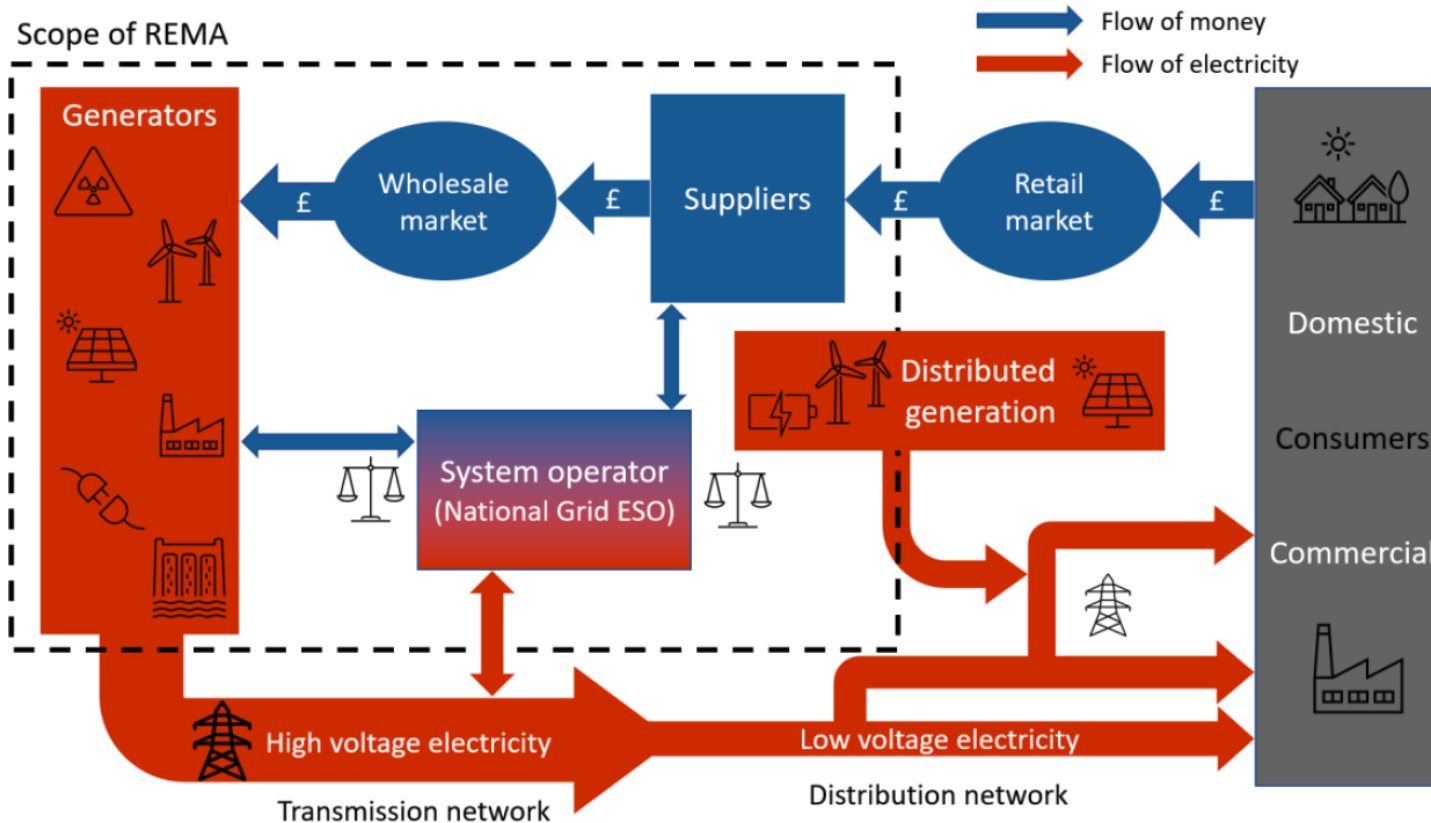 Scope of REMA
Flow of money
Flow of electricity
Generators
£
Wholesale
market
£
Suppliers
£
Retail
market
£
Domestic
Consumers
Commercial
Distributed
generation
System operator
(National Grid ESO)
High voltage electricity
Low voltage electricity
Transmission network
Distribution network